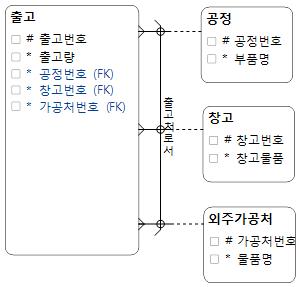 출고
# 출고번호
* 출고량
* 공정번호 (FK)
* 창고번호 (FK)
* 가공처번호 (FK)
출고처로서
공정
# 공정번호
* 부품명
창고
# 창고번호
* 창고물품
외주가공처
# 가공처번호
* 물품명